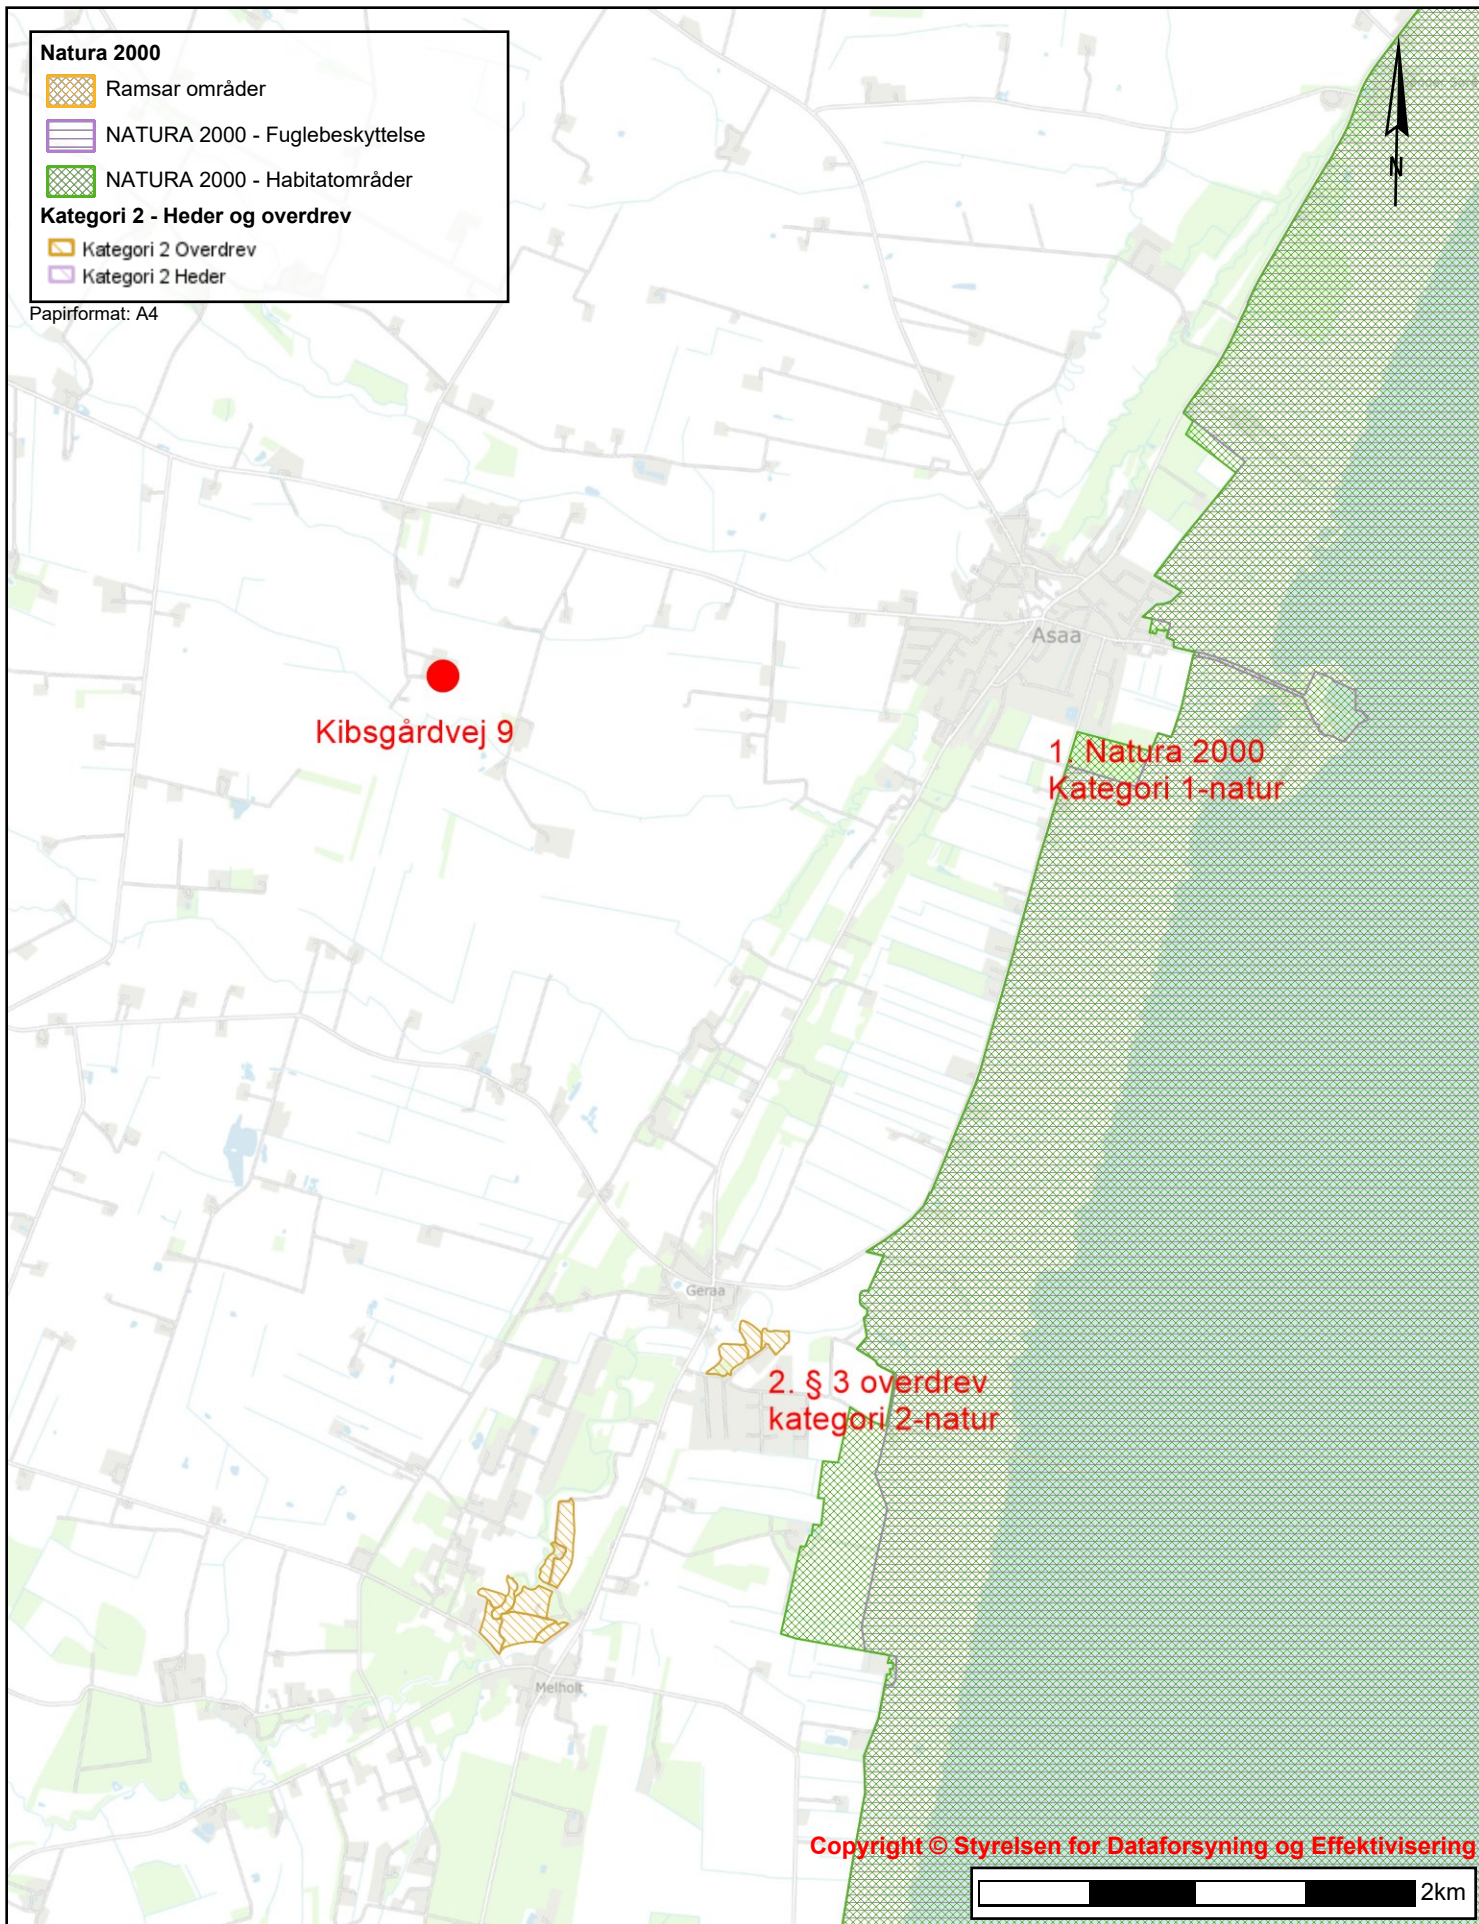 Natura 2000
Ramsar områder
NATURA 2000 - Fuglebeskyttelse
NATURA 2000 - Habitatområder
Kategori 2 - Heder og overdrev
Kategori 2 Overdrev
Kategori 2 Heder
Papirformat: A4
N
Asaa
Kibsgårdvej 9
1. Natura 2000
Kategori 1-natur
Geraa
2. § 3 overdrev
kategori 2-natur
Melholt
Copyright © Styrelsen for Dataforsyning og Effektivisering
2km